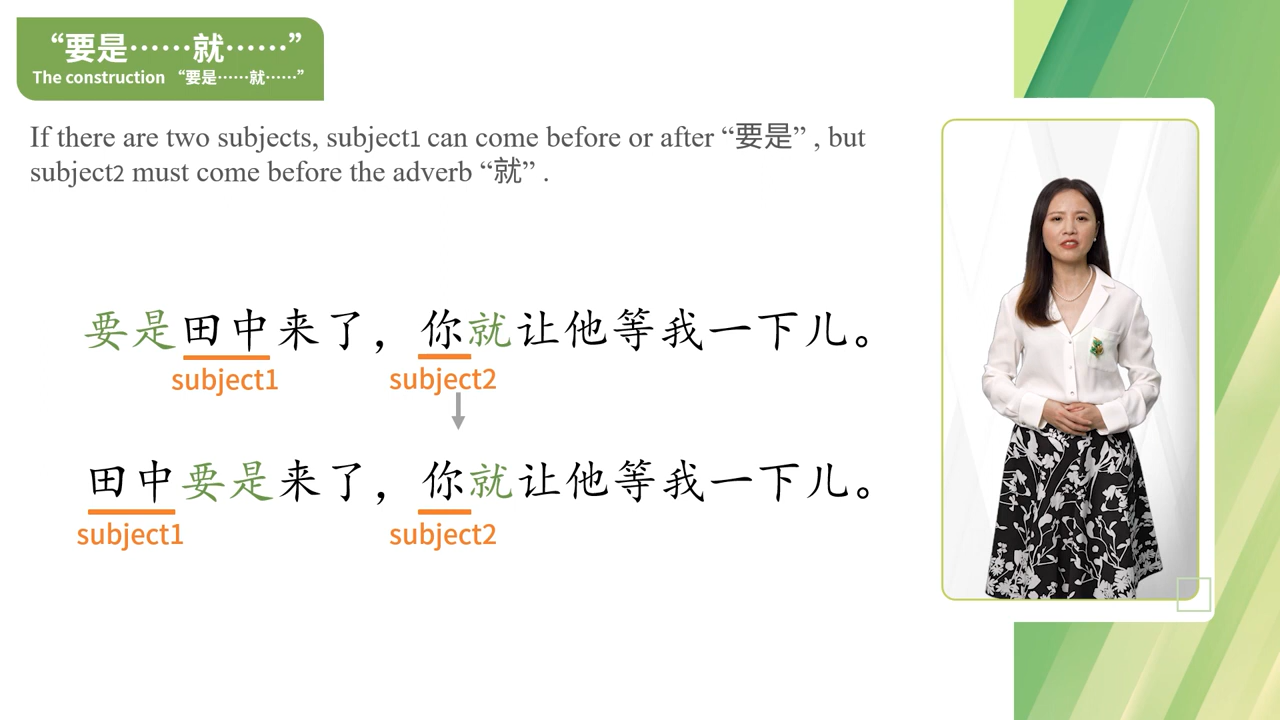 “要是……就……”
The construction “要是……就……”
If there are two subjects, subject1 can come before or after “要是” , but
subject2 must come before the adverb “就” .
要是田中来了，你就让他等我一下儿。
subject1 subject2
田中要是来了，你就让他等我一下儿。
subject1 subject2